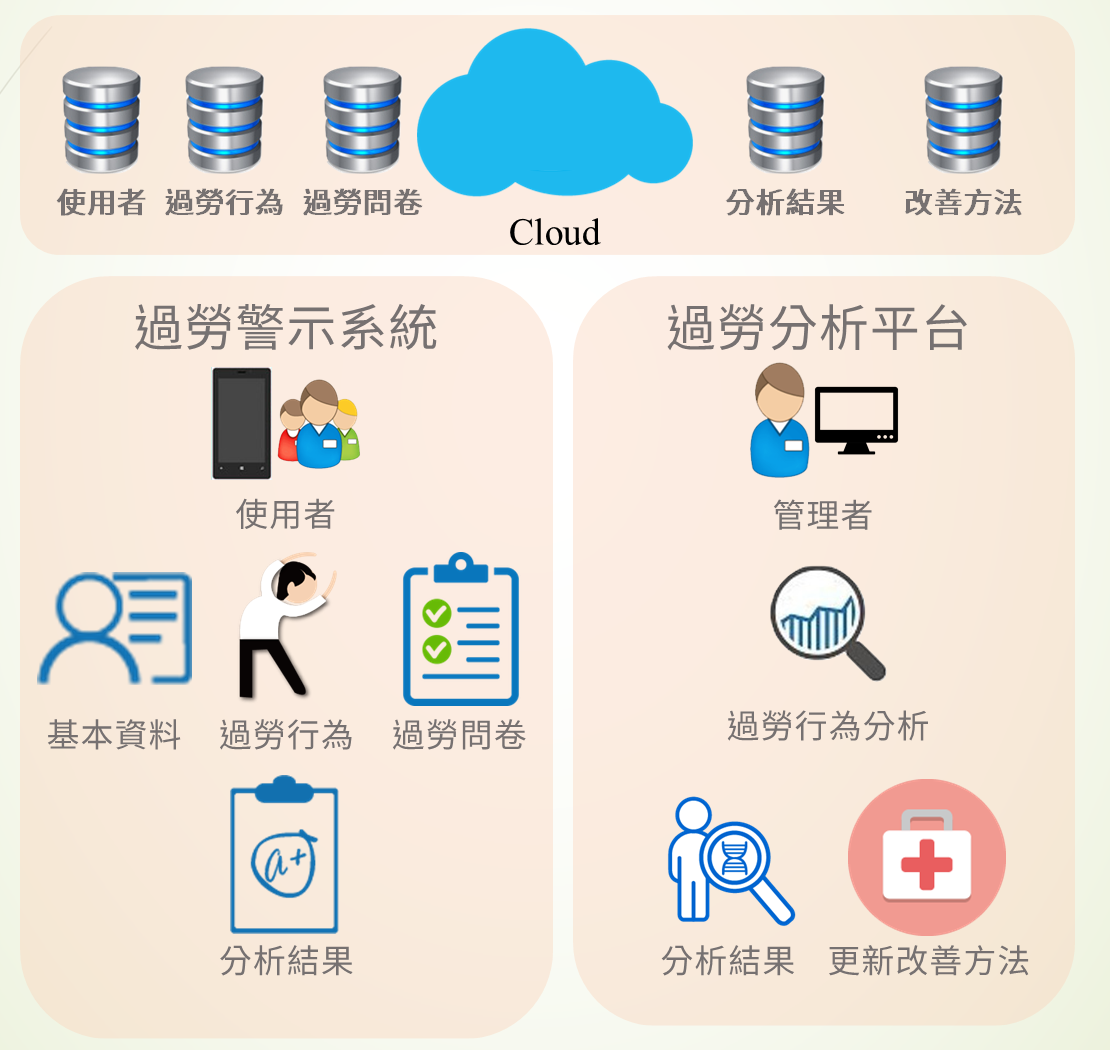 使用者 過勞行為 過勞問卷 分析結果 改善方法
Cloud
過勞警示系統
使用者
基本資料 過勞行為 過勞問卷
a+
分析結果
過勞分析平台
管理者
過勞行為分析
分析結果 更新改善方法